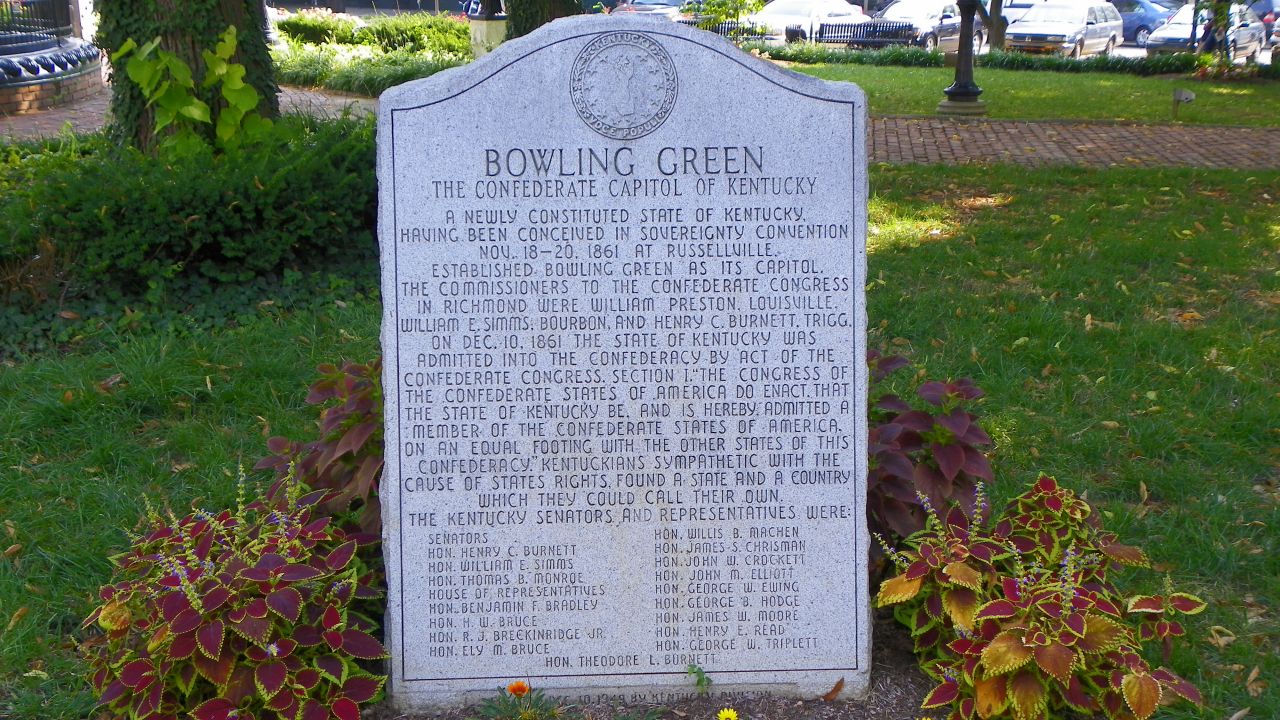 KENTUCKY
VOCE POPULI
BOWLING GREEN
THE CONFEDERATE CAPITOL OF KENTUCKY
A NEWLY CONSTITUTED STATE OF KENTUCKY,
HAVING BEEN CONCEIVED IN SOVEREIGNTY CONVENTION
NOV. 18-20, 1861 AT RUSSELLVILLE,
ESTABLISHED BOWLING GREEN AS ITS CAPITOL.
THE COMMISSIONERS TO THE CONFEDERATE CONGRESS
IN RICHMOND WERE WILLIAM PRESTON, LOUISVILLE,
WILLIAM E. SIMMS, BOURBON, AND HENRY C. BURNETT, TRIGG.
ON DEC. 10, 1861 THE STATE OF KENTUCKY WAS
ADMITTED INTO THE CONFEDERACY BY ACT OF THE
CONFEDERATE CONGRESS. SECTION I. "THE CONGRESS OF
THE CONFEDERATE STATES OF AMERICA DO ENACT, THAT
THE STATE OF KENTUCKY BE, AND IS HEREBY, ADMITTED A
MEMBER OF THE CONFEDERATE STATES OF AMERICA,
ON AN EQUAL FOOTING WITH THE OTHER STATES OF THIS
CONFEDERACY." KENTUCKIANS SYMPATHETIC WITH THE
CAUSE OF STATES RIGHTS, FOUND A STATE AND A COUNTRY
WHICH THEY COULD CALL THEIR OWN.
THE KENTUCKY SENATORS AND REPRESENTATIVES WERE:
SENATORS
HON. HENRY C. BURNETT
HON. WILLIAM E. SIMMS
HON. THOMAS B. MONROE
HOUSE OF REPRESENTATIVES
HON. BENJAMIN F. BRADLEY
HON. H. W. BRUCE
HON. R. J. BRECKINRIDGE JR.
HON. ELY M. BRUCE
HON. WILLIS B. MACHEN
HON. JAMES S. CHRISMAN
HON. JOHN W. CROCKETT
HON. JOHN M. ELLIOTT
HON. GEORGE W. EWING
HON. GEORGE B. HODGE
HON. JAMES W. MOORE
HON. HENRY E. READ
HON. GEORGE W. TRIPLETT
HON. THEODORE L. BURNETT
10 1949 BY KENTUCKY DIVISION